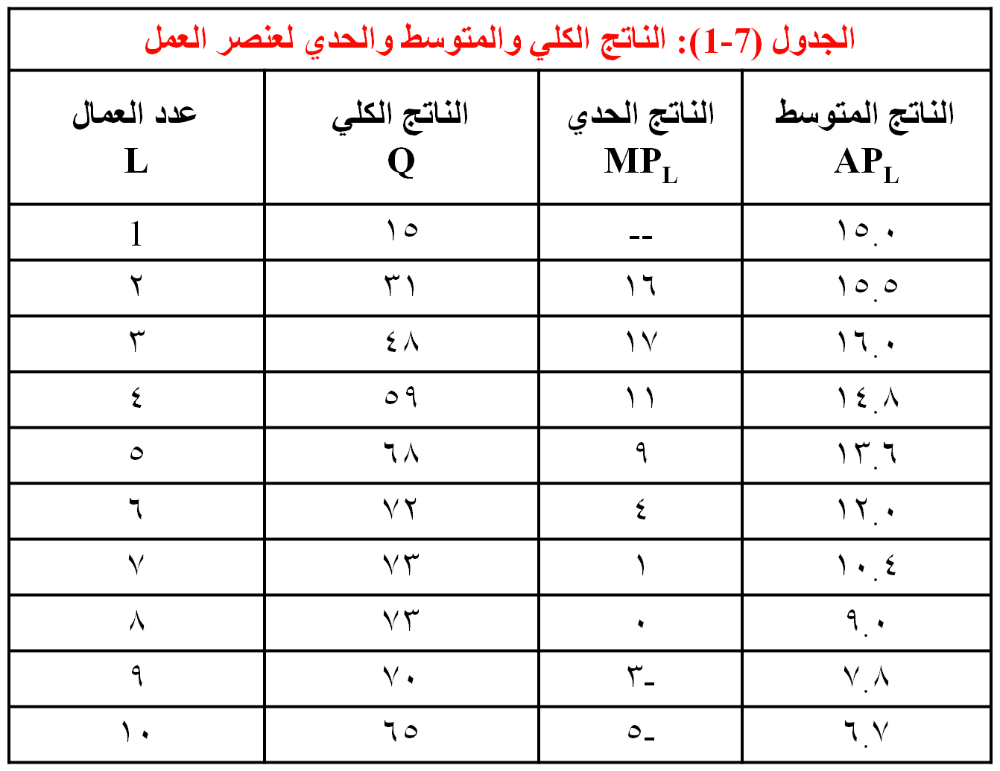 الجدول (7-1): الناتج الكلي والمتوسط والحدي لعنصر العمل
عدد العمال L | الناتج الكلي Q | الناتج الحدي MPL | الناتج المتوسط APL
1 | ١٥ | -- | ١٥.٠
٢ | ٣١ | ١٦ | ١٥.٥
٣ | ٤٨ | ١٧ | ١٦.٠
٤ | ٥٩ | ١١ | ١٤.٨
٥ | ٦٨ | ٩ | ١٣.٦
٦ | ٧٢ | ٤ | ١٢.٠
٧ | ٧٣ | ١ | ١٠.٤
٨ | ٧٣ | ٠ | ٩.٠
٩ | ٧٠ | ٣- | ٧.٨
١٠ | ٦٥ | ٥- | ٦.٧